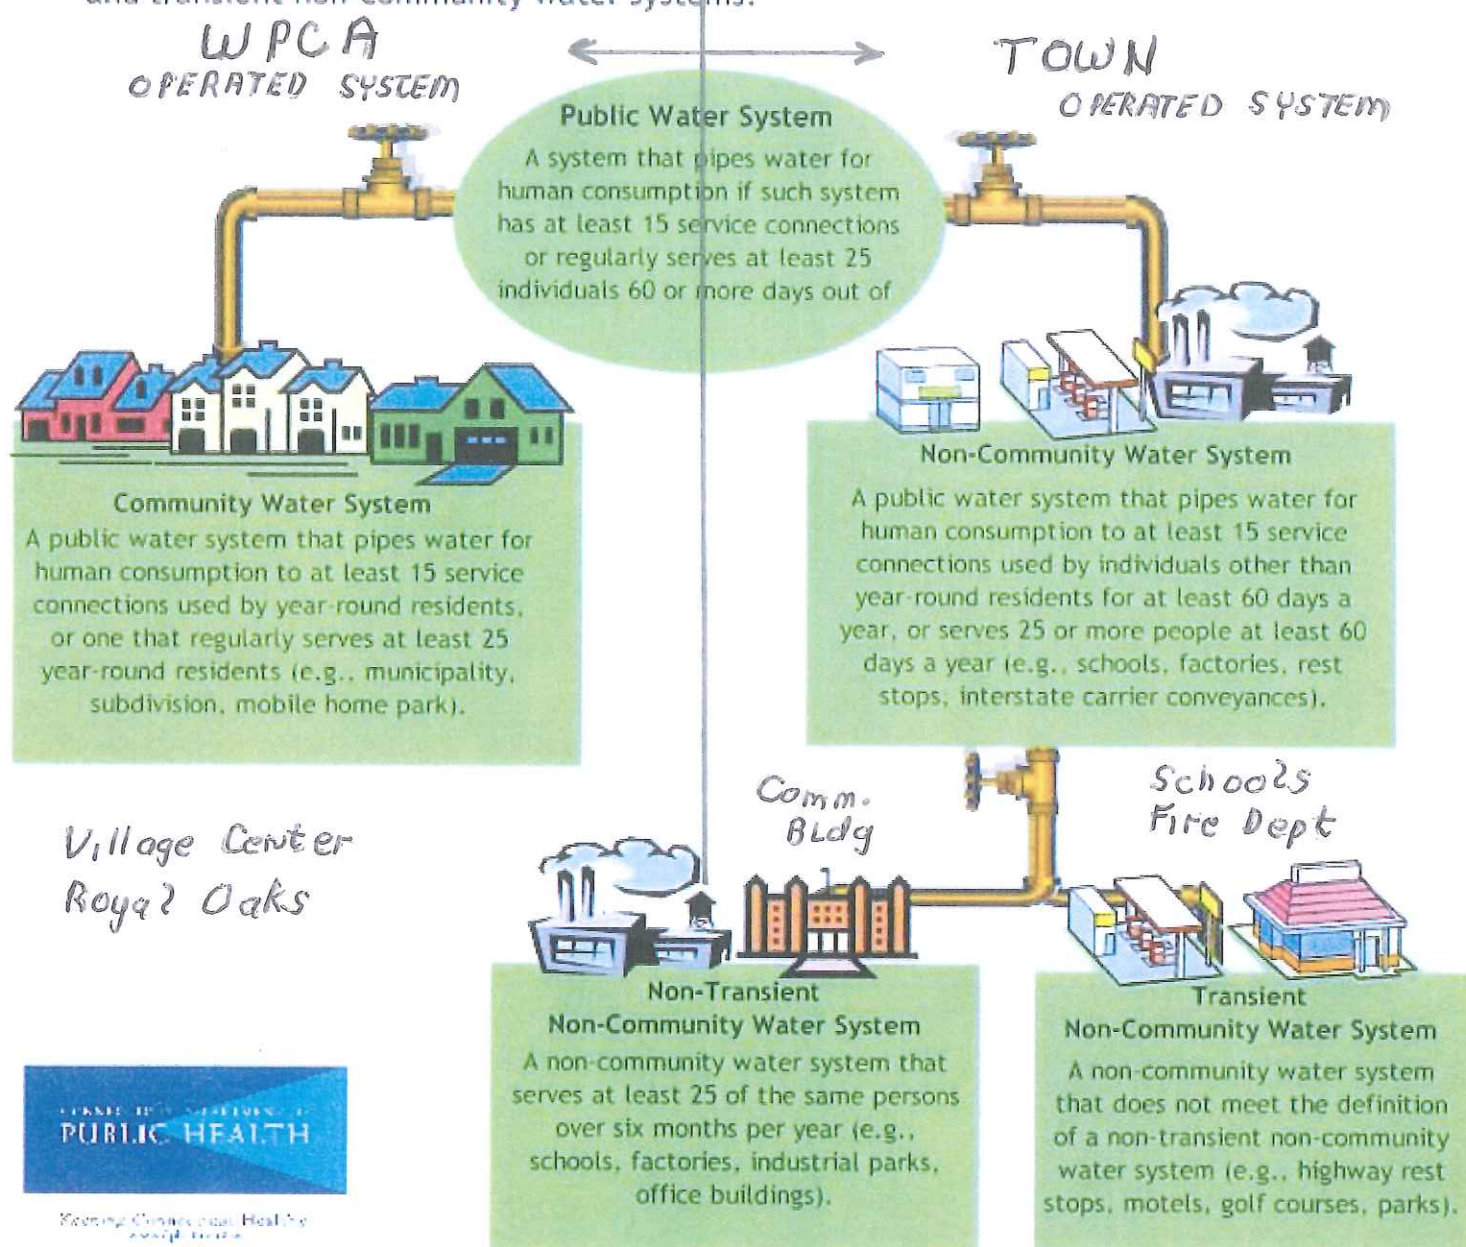 and transient non-community water systems.
WPCA
OPERATED SYSTEM
TOWN
OPERATED SYSTEM
Public Water System
A system that pipes water for
human consumption if such system
has at least 15 service connections
or regularly serves at least 25
individuals 60 or more days out of
Community Water System
A public water system that pipes water for
human consumption to at least 15 service
connections used by year-round residents,
or one that regularly serves at least 25
year-round residents (e.g., municipality,
subdivision, mobile home park).
Non-Community Water System
A public water system that pipes water for
human consumption to at least 15 service
connections used by individuals other than
year-round residents for at least 60 days a
year, or serves 25 or more people at least 60
days a year (e.g., schools, factories, rest
stops, interstate carrier conveyances).
Village Center
Royal Oaks
Comm.
Bldg
Schools
Fire Dept
Non-Transient
Non-Community Water System
A non-community water system that
serves at least 25 of the same persons
over six months per year (e.g.,
schools, factories, industrial parks,
office buildings).
Transient
Non-Community Water System
A non-community water system
that does not meet the definition
of a non-transient non-community
water system (e.g., highway rest
stops, motels, golf courses, parks).
PUBLIC HEALTH
Keeping Connecticut Healthy